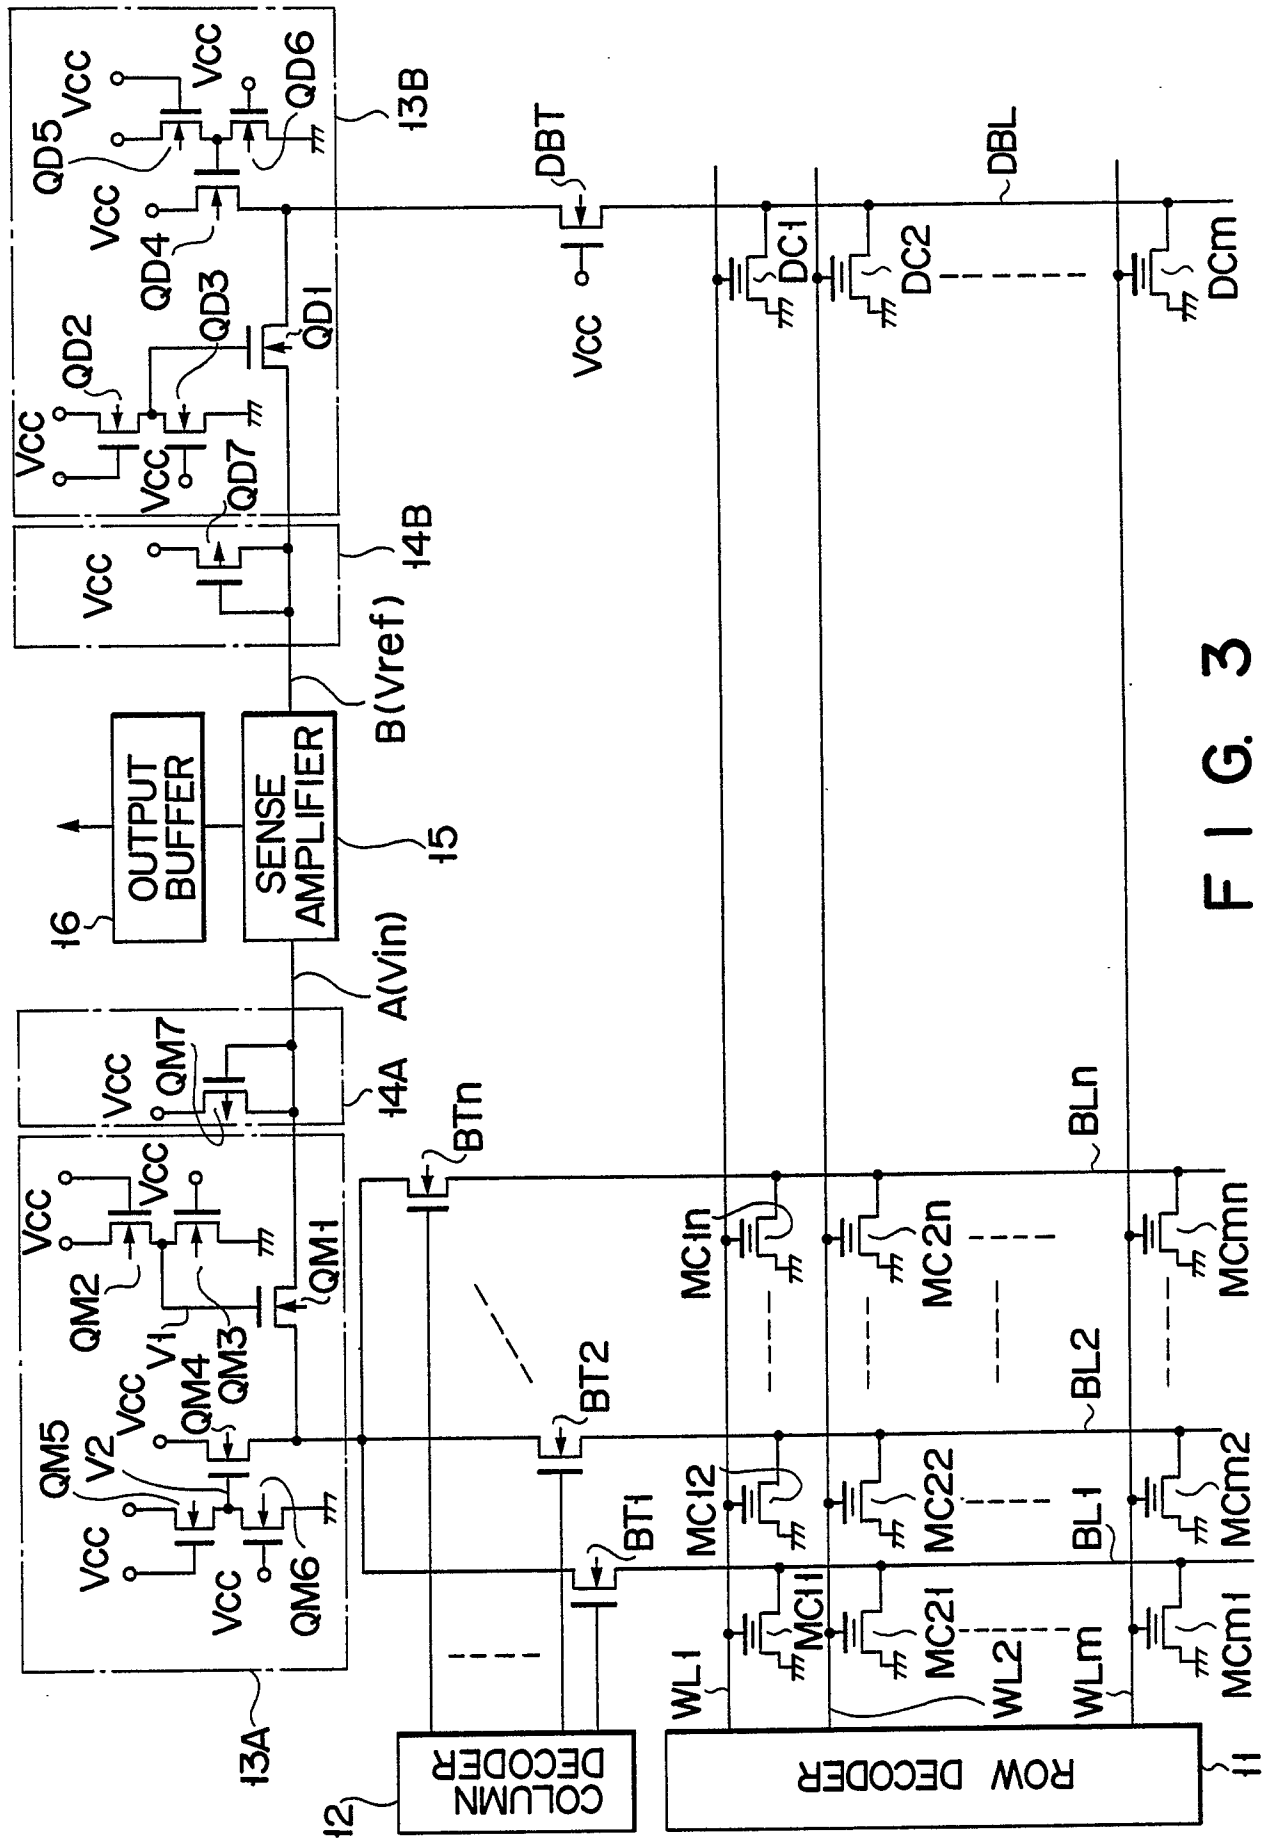 13A
VCC
QM5
V2
VCC
QM6
VCC
QM4
QM3
V1
QM2
VCC
VCC
QM1
VCC
QM7
14A
A(Vin)
16
OUTPUT
BUFFER
SENSE
AMPLIFIER
15
B(Vref)
VCC
14B
VCC
QD2
VCC
QD7
QD3
QD1
VCC
QD4
QD5
VCC
VCC
QD6
13B
12
COLUMN
DECODER
BT1
BT2
BTn
VCC
DBT
11
ROW DECODER
WL1
MC11
MC12
MC1n
DC1
WL2
MC21
MC22
MC2n
DC2
WLm
MCm1
BL1
MCm2
BL2
MCmn
BLn
DCm
DBL
FIG. 3